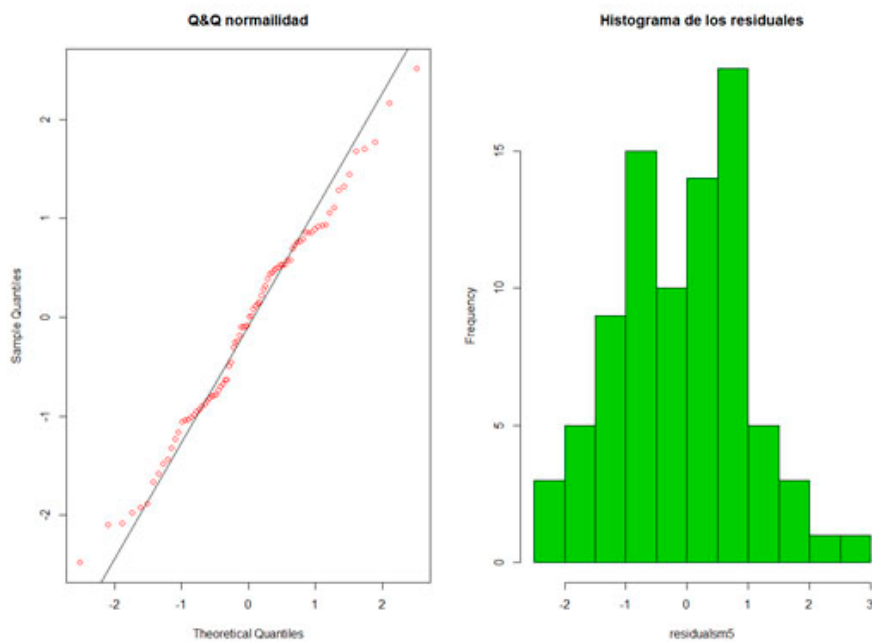 Q&Q normailidad
Sample Quantiles
2
1
0
-1
-2
-2 -1 0 1 2
Theoretical Quantiles
Histograma de los residuales
Frequency
15
10
5
0
-2 -1 0 1 2 3
residualsm5